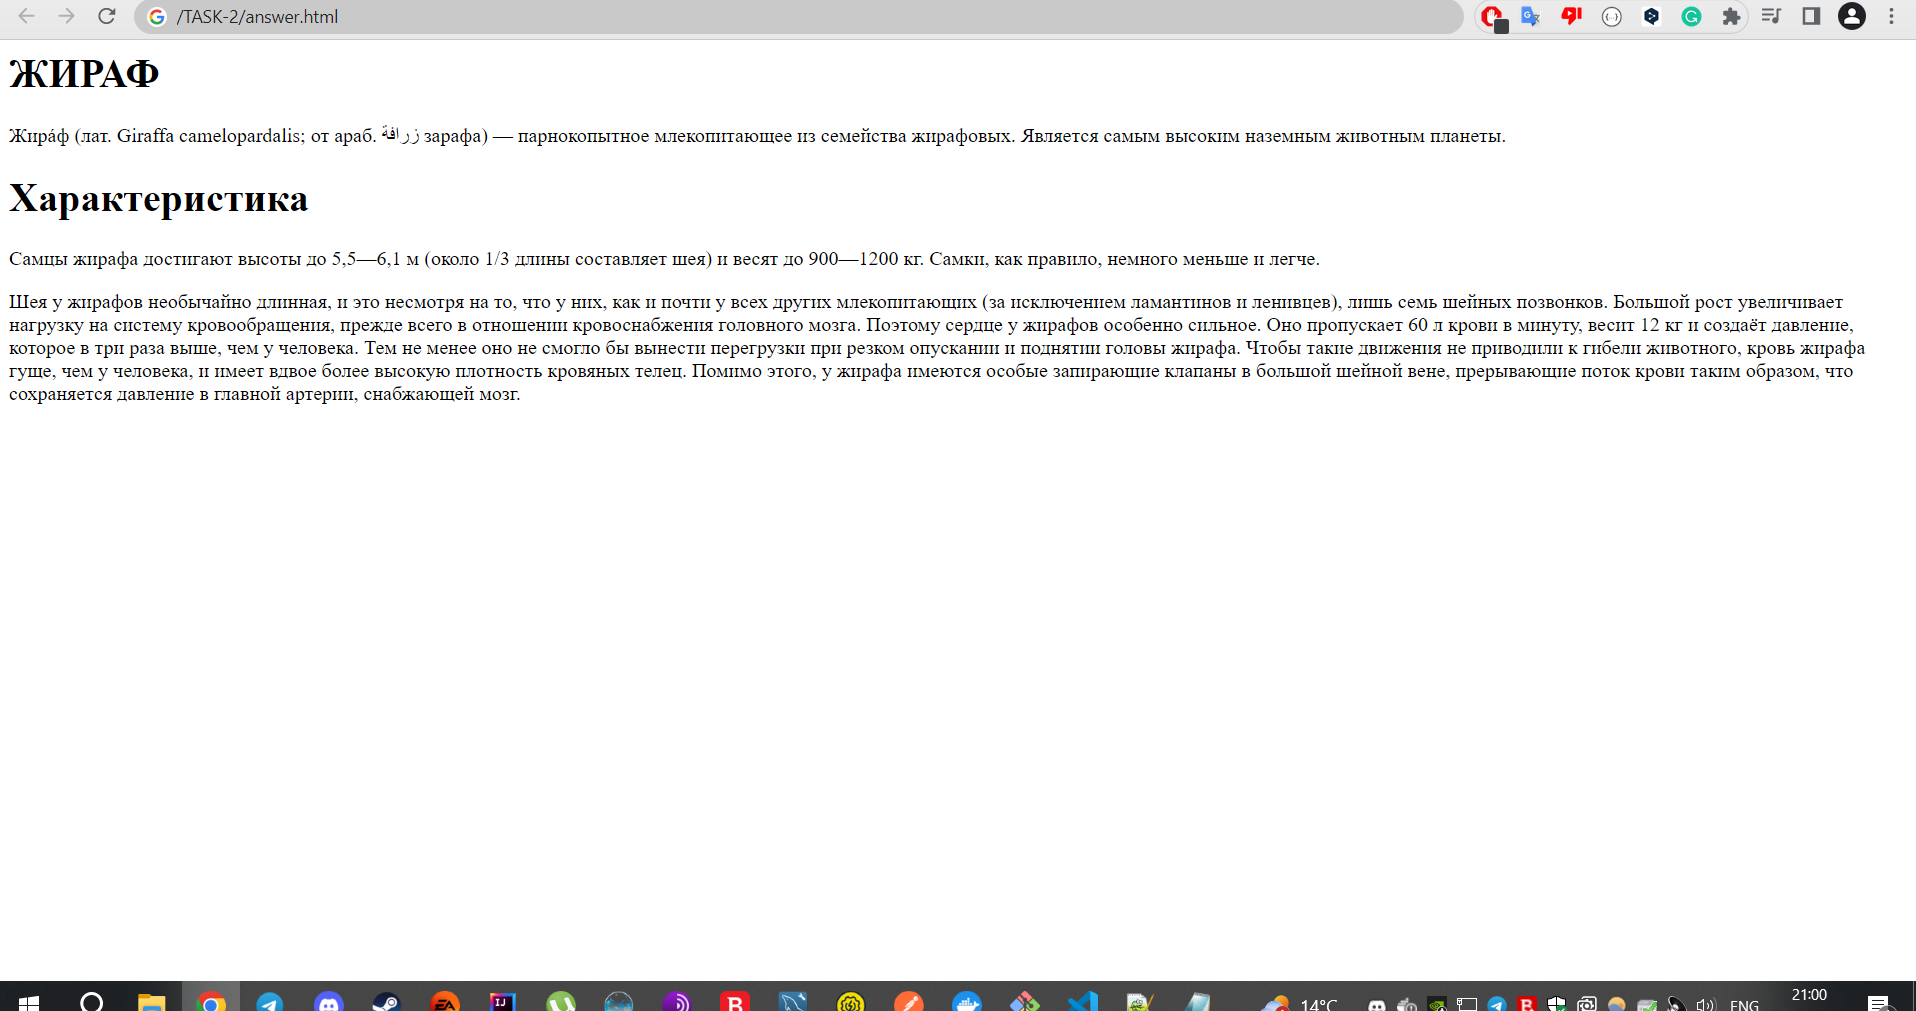 /TASK-2/answer.html
ЖИРАФ
Жира́ф (лат. Giraffa camelopardalis; от араб. زرافة зарафа) — парнокопытное млекопитающее из семейства жирафовых. Является самым высоким наземным животным планеты.
Характеристика
Самцы жирафа достигают высоты до 5,5—6,1 м (около 1/3 длины составляет шея) и весят до 900—1200 кг. Самки, как правило, немного меньше и легче.
Шея у жирафов необычайно длинная, и это несмотря на то, что у них, как и почти у всех других млекопитающих (за исключением ламантинов и ленивцев), лишь семь шейных позвонков. Большой рост увеличивает
нагрузку на систему кровообращения, прежде всего в отношении кровоснабжения головного мозга. Поэтому сердце у жирафов особенно сильное. Оно пропускает 60 л крови в минуту, весит 12 кг и создаёт давление,
которое в три раза выше, чем у человека. Тем не менее оно не смогло бы вынести перегрузки при резком опускании и поднятии головы жирафа. Чтобы такие движения не приводили к гибели животного, кровь жирафа
гуще, чем у человека, и имеет вдвое более высокую плотность кровяных телец. Помимо этого, у жирафа имеются особые запирающие клапаны в большой шейной вене, прерывающие поток крови таким образом, что
сохраняется давление в главной артерии, снабжающей мозг.
14°C ENG 21:00